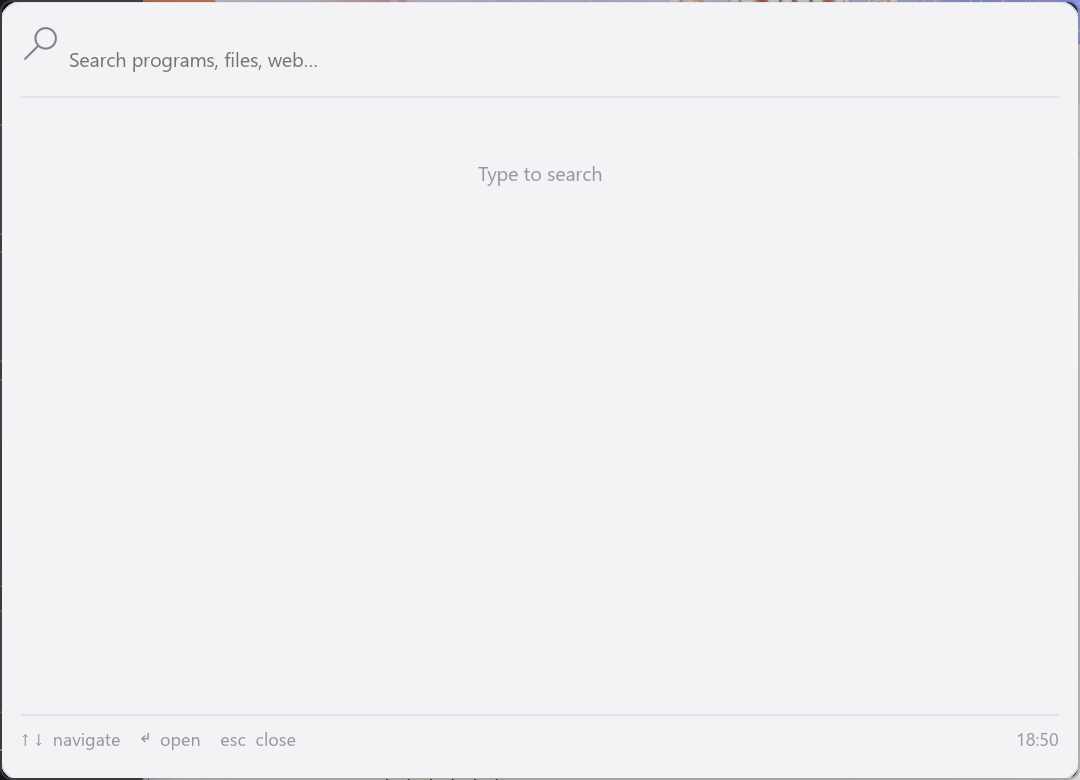 Search programs, files, web...
Type to search
↑ ↓ navigate ↵ open esc close 18:50